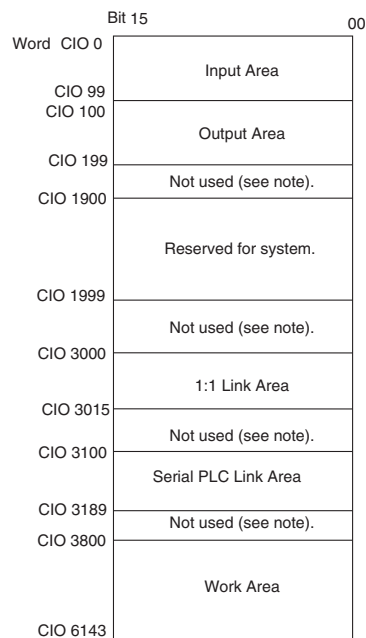 Bit 15 00
Word CIO 0
Input Area
CIO 99
CIO 100
Output Area
CIO 199
Not used (see note).
CIO 1900
Reserved for system.
CIO 1999
Not used (see note).
CIO 3000
1:1 Link Area
CIO 3015
Not used (see note).
CIO 3100
Serial PLC Link Area
CIO 3189
Not used (see note).
CIO 3800
Work Area
CIO 6143